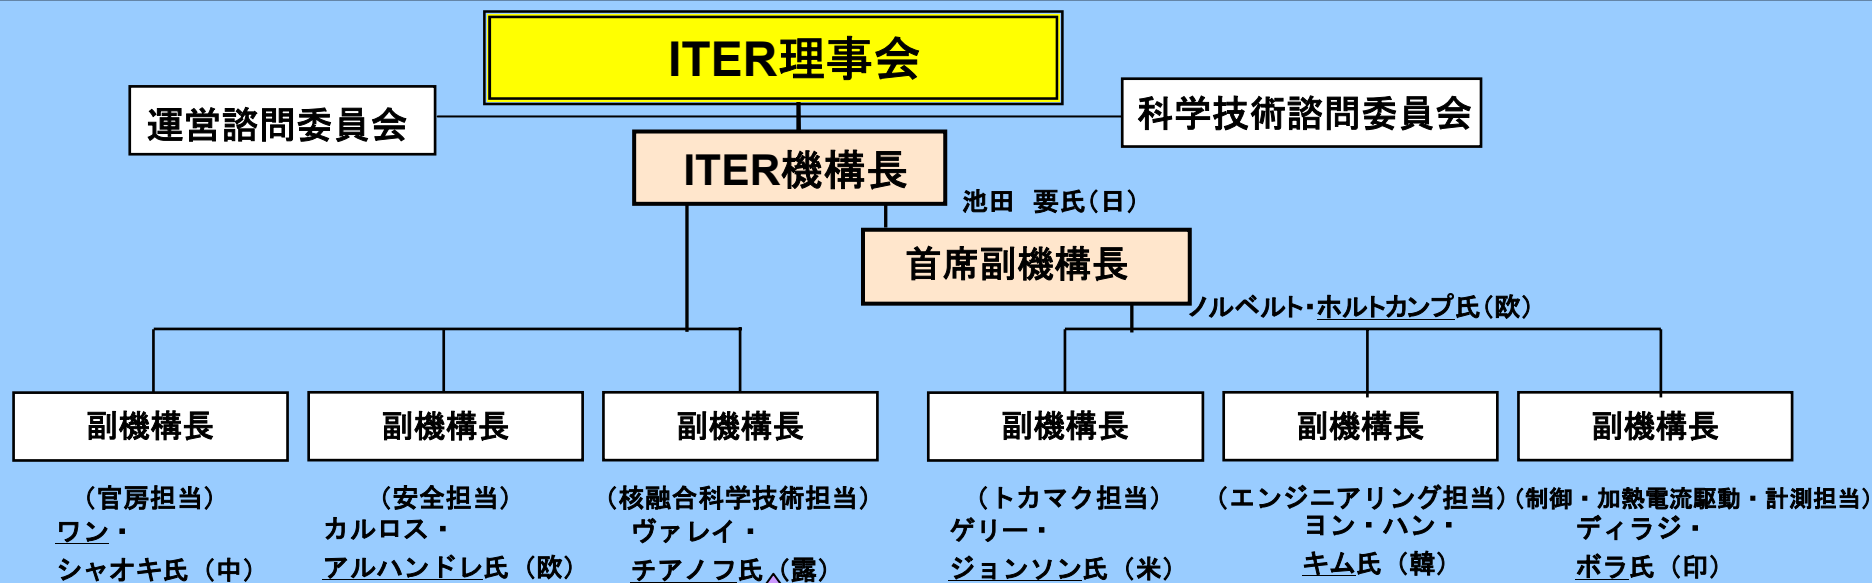 ITER理事会
運営諮問委員会
科学技術諮問委員会
ITER機構長
池田　要氏（日）
首席副機構長
ノルベルト・ホルトカンプ氏（欧）
副機構長
（官房担当）
ワン・
シャオキ氏（中）
副機構長
（安全担当）
カルロス・
アルハンドレ氏（欧）
副機構長
（核融合科学技術担当）
ヴァレイ・
チアノフ氏（露）
副機構長
（トカマク担当）
ゲリー・
ジョンソン氏（米）
副機構長
（エンジニアリング担当）
ヨン・ハン・
キム氏（韓）
副機構長
（制御・加熱電流駆動・計測担当）
ディラジ・
ボラ氏（印）